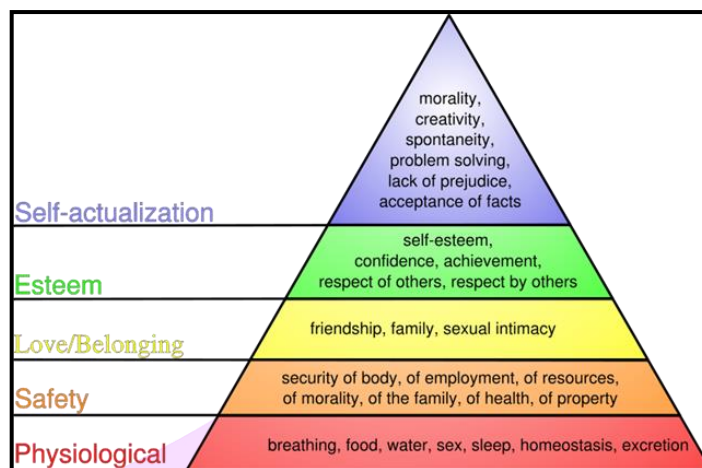 morality,
creativity,
spontaneity,
problem solving,
lack of prejudice,
acceptance of facts
Self-actualization
self-esteem,
confidence, achievement,
respect of others, respect by others
Esteem
friendship, family, sexual intimacy
Love/Belonging
security of body, of employment, of resources,
of morality, of the family, of health, of property
Safety
breathing, food, water, sex, sleep, homeostasis, excretion
Physiological